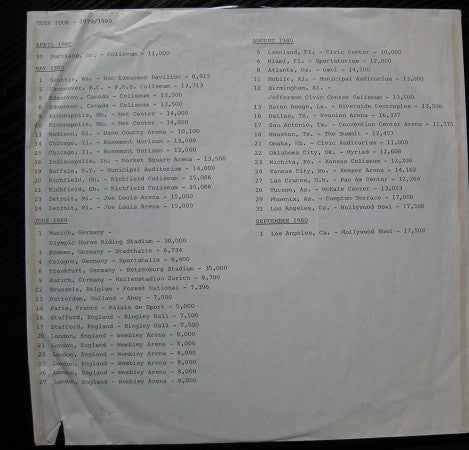 TUSK TOUR - 1979/1980
APRIL 1980
30 Portland, Or. - Coliseum - 11,000
MAY 1980
1 Seattle, Wa. - Hec Edmunson Pavilion - 8,915
2 Vancouver, B.C. - P.N.E. Coliseum - 13,713
5 Edmonton, Canada - Coliseum - 13,500
6 Edmonton, Canada - Coliseum - 13,500
9 Minneapolis, Mn. - Met Center - 14,000
10 Minneapolis, Mn. - Met Center - 14,000
11 Madison, Wi. - Dane County Arena - 10,100
14 Chicago, Il. - Rosemont Horizon - 13,000
15 Chicago, Il. - Rosemont Horizon - 13,000
16 Indianapolis, In. - Market Square Arena - 13,500
19 Buffalo, N.Y. - Municipal Auditorium - 14,000
20 Richfield, Oh. - Richfield Coliseum - 15,086
21 Richfield, Oh. - Richfield Coliseum - 15,086
23 Detroit, Mi. - Joe Louis Arena - 15,000
24 Detroit, Mi. - Joe Louis Arena - 15,000
JUNE 1980
1 Munich, Germany -
Olympic Horse Riding Stadium - 30,000
3 Bremen, Germany - Stadthalle - 6,734
4 Cologne, Germany - Sportshalle - 6,400
8 Frankfurt, Germany - Betzenburg Stadium - 35,000
9 Zurich, Germany - Hallenstadion Zurich - 9,700
12 Brussels, Belgium - Forest National - 7,396
13 Rotterdam, Holland - Ahoy - 7,500
14 Paris, France - Palais de Sport - 5,000
16 Stafford, England - Bingley Hall - 7,500
17 Stafford, England - Bingley Hall - 7,500
20 London, England - Wembley Arena - 8,000
21 London, England - Wembley Arena - 8,000
22 London, England - Wembley Arena - 8,000
25 London, England - Wembley Arena - 8,000
26 London, England - Wembley Arena - 8,000
27 London, England - Wembley Arena - 8,000
AUGUST 1980
5 Lakeland, Fl. - Civic Center - 10,000
6 Miami, Fl. - Sportatorium -
8 Atlanta, Ga. - Omni - 14,500
11 Mobile, Al. - Municipal Auditorium - 13,000
12 Birmingham, Al. -
Jefferson Civic Center Coliseum - 13,500
13 Baton Rouge, La. - Riverside Centroplex - 13,500
16 Dallas, Tx. - Reunion Arena - 16,337
17 San Antonio, Tx. - Convention Center Arena - 11,775
18 Houston, Tx. - The Summit - 12,457
21 Omaha, Nb. - Civic Auditorium - 11,000
22 Oklahoma City, Ok. - Myriad - 12,600
23 Wichita, Ks. - Kansas Coliseum - 12,200
24 Kansas City, Mo. - Kemper Arena - 14,162
27 Las Cruces, N.M. - Pan Am Center - 12,264
28 Tucson, Az. - McKale Center - 13,053
29 Phoenix, Az. - Compton Terrace - 17,000
31 Los Angeles, Ca. - Hollywood Bowl - 17,500
SEPTEMBER 1980
1 Los Angeles, Ca. - Hollywood Bowl - 17,500